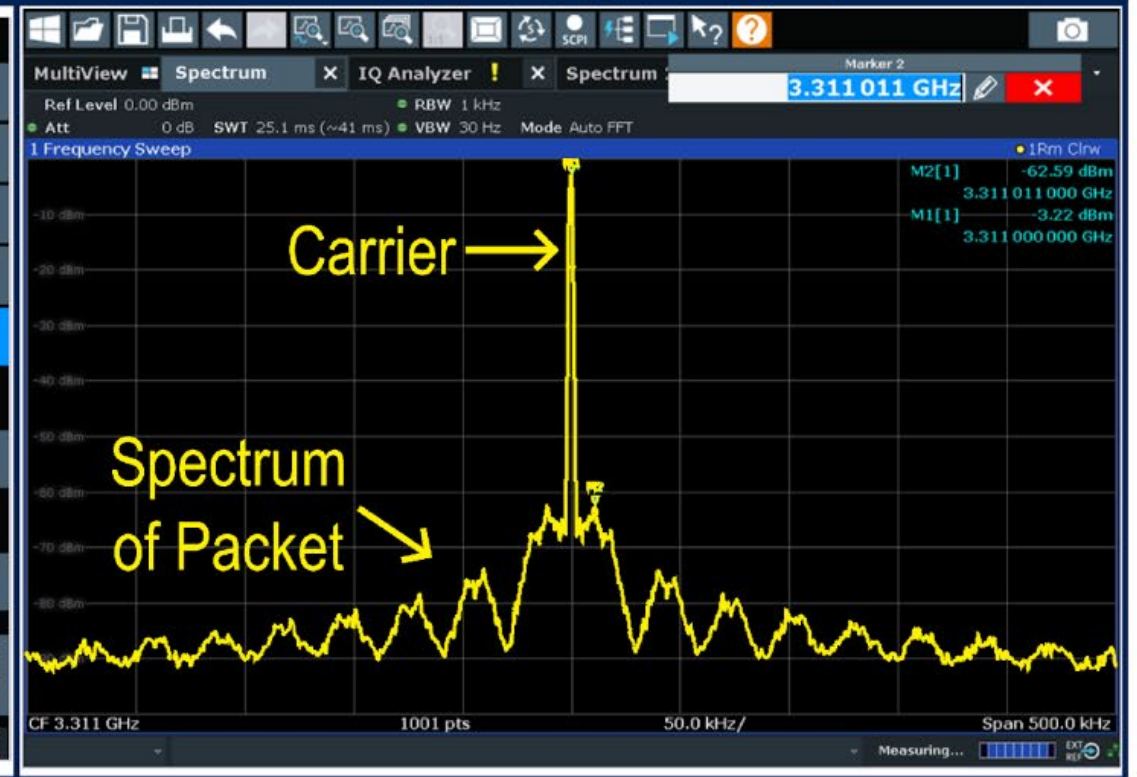 SCPI
MultiView Spectrum X IQ Analyzer ! X Spectrum
Marker 2
3.311 011 GHz
Ref Level 0.00 dBm RBW 1 kHz
Att 0 dB SWT 25.1 ms (~41 ms) VBW 30 Hz Mode Auto FFT
1 Frequency Sweep 1Rm Clrw
M2[1] -62.59 dBm
3.311 011 000 GHz
M1[1] -3.22 dBm
3.311 000 000 GHz
-10 dBm
Carrier
-20 dBm
-30 dBm
-40 dBm
-50 dBm
Spectrum
-60 dBm
of Packet
-70 dBm
-80 dBm
CF 3.311 GHz 1001 pts 50.0 kHz/ Span 500.0 kHz
Measuring... EXT
REF